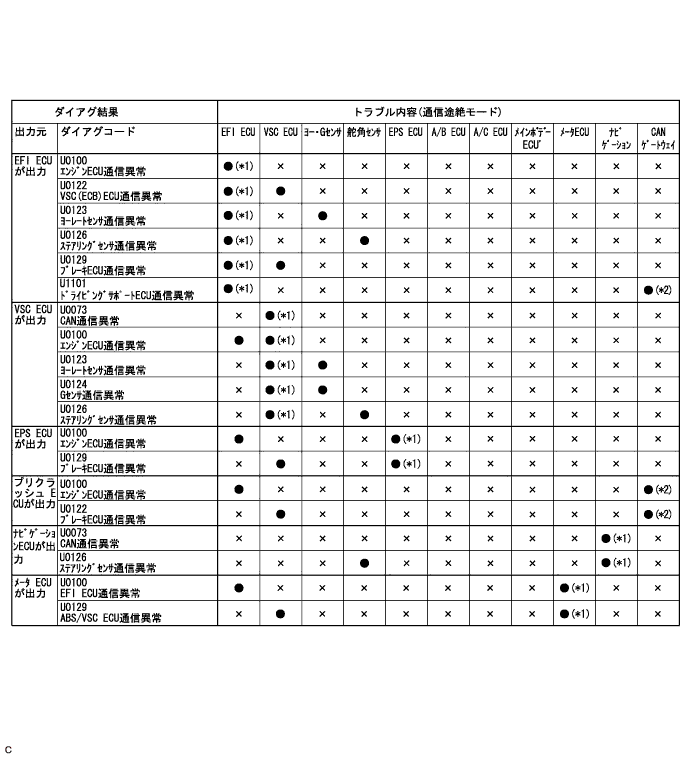 ダイアグ結果 トラブル内容(通信途絶モード)
出力元 ダイアグコード EFI ECU VSC ECU ヨー・Gセンサ 舵角センサ EPS ECU A/B ECU A/C ECU メインボデーECU メータECU ナビゲーション CANゲートウェイ
EFI ECUが出力 U0100
エンジンECU通信異常 ●(*1) × × × × × × × × × ×
U0122
VSC(ECB)ECU通信異常 ●(*1) ● × × × × × × × × ×
U0123
ヨーレートセンサ通信異常 ●(*1) × ● × × × × × × × ×
U0126
ステアリングセンサ通信異常 ●(*1) × × ● × × × × × × ×
U0129
ブレーキECU通信異常 ●(*1) ● × × × × × × × × ×
U1101
ドライビングサポートECU通信異常 ●(*1) × × × × × × × × × ●(*2)
VSC ECUが出力 U0073
CAN通信異常 × ●(*1) × × × × × × × × ×
U0100
エンジンECU通信異常 ● ●(*1) × × × × × × × × ×
U0123
ヨーレートセンサ通信異常 × ●(*1) ● × × × × × × × ×
U0124
Gセンサ通信異常 × ●(*1) ● × × × × × × × ×
U0126
ステアリングセンサ通信異常 × ●(*1) × ● × × × × × × ×
EPS ECUが出力 U0100
エンジンECU通信異常 ● × × × ●(*1) × × × × × ×
U0129
ブレーキECU通信異常 × ● × × ●(*1) × × × × × ×
プリクラッシュ ECUが出力 U0100
エンジンECU通信異常 ● × × × × × × × × × ●(*2)
U0122
ブレーキECU通信異常 × ● × × × × × × × × ●(*2)
ナビゲーションECUが出力 U0073
CAN通信異常 × × × × × × × × × ●(*1) ×
U0126
ステアリングセンサ通信異常 × × × ● × × × × × ●(*1) ×
メータ ECUが出力 U0100
EFI ECU通信異常 ● × × × × × × × ●(*1) × ×
U0129
ABS/VSC ECU通信異常 × ● × × × × × × ●(*1) × ×
C